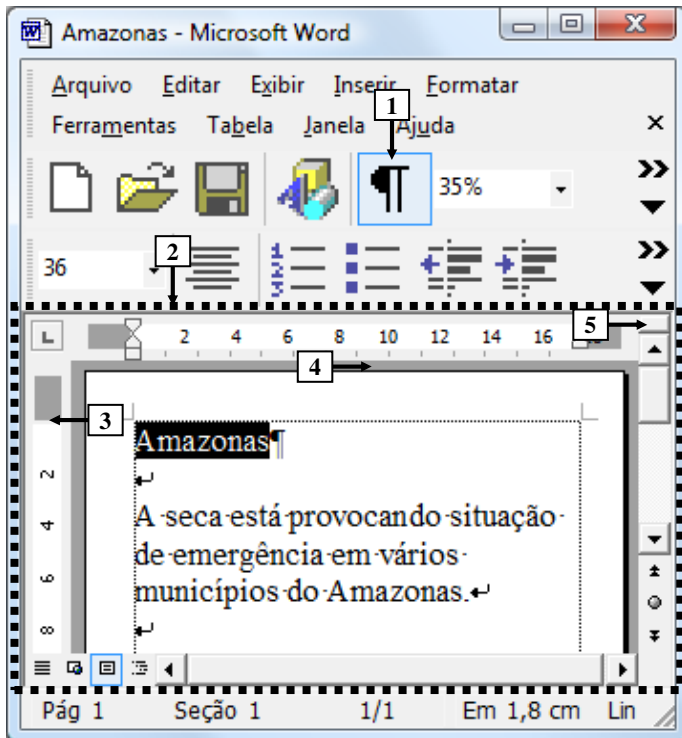 Amazonas - Microsoft Word
Arquivo Editar Exibir Inserir Formatar
1
Ferramentas Tabela Janela Ajuda
35%
36
2
5
2 4 6 8 10 12 14 16
4
3
Amazonas¶
↵
2
A·seca·está·provocando·situação·
4
de·emergência·em·vários·
6
municípios·do·Amazonas.↵
8
↵
Pág 1 Seção 1 1/1 Em 1,8 cm Lin